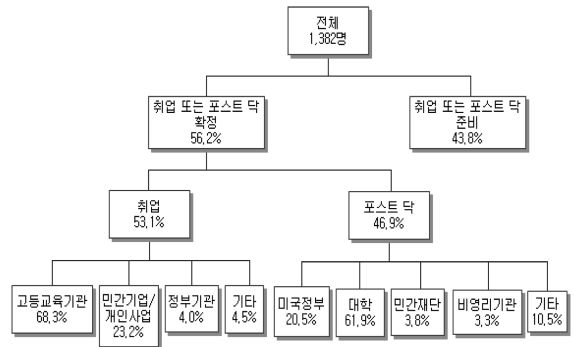 전체
1,382명
취업 또는 포스트 닥
확정
56,2%
취업 또는 포스트 닥
준비
43,8%
취업
53,1%
포스트 닥
46,9%
고등교육기관
68,3%
민간기업/
개인사업
23,2%
정부기관
4,0%
기타
4,5%
미국정부
20,5%
대학
61,9%
민간재단
3,8%
비영리기관
3,3%
기타
10,5%